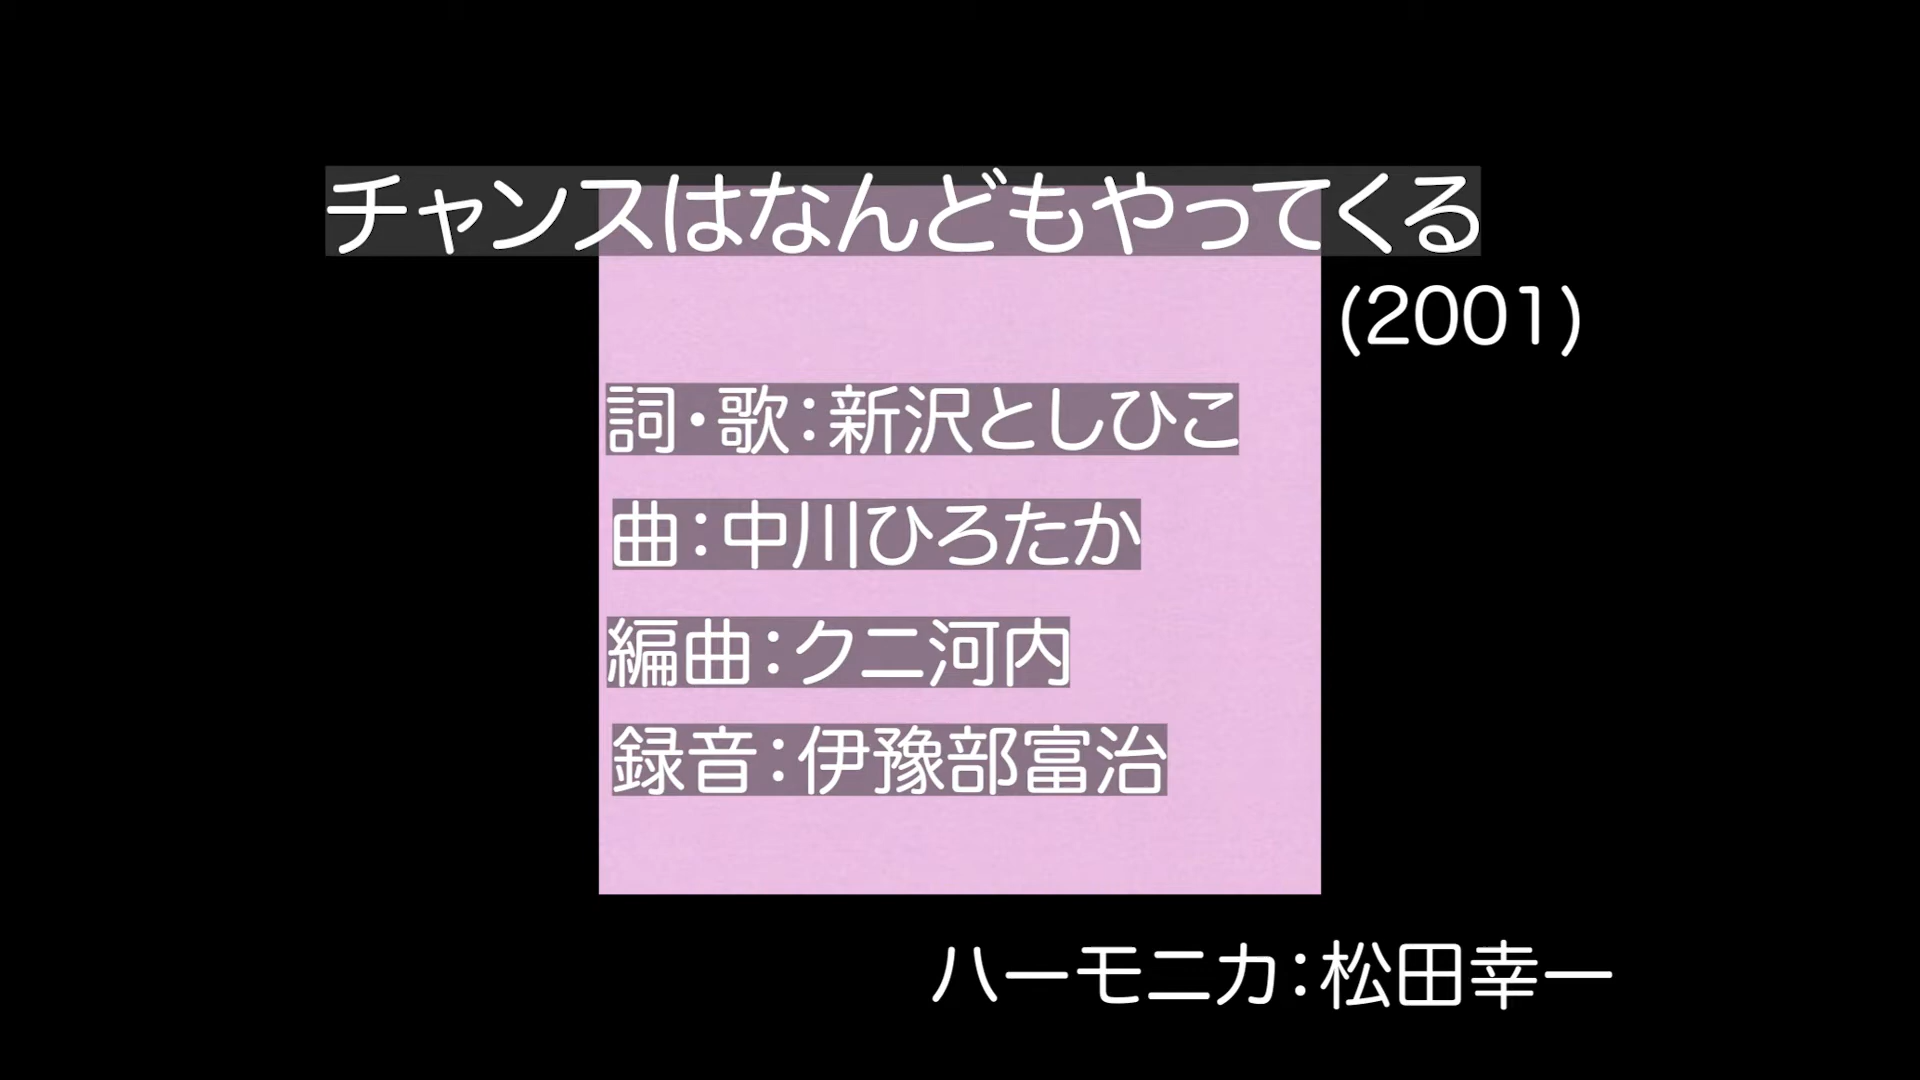 チャンスはなんどもやってくる
(2001)
詞・歌：新沢としひこ
曲：中川ひろたか
編曲：クニ河内
録音：伊豫部富治
ハーモニカ：松田幸一